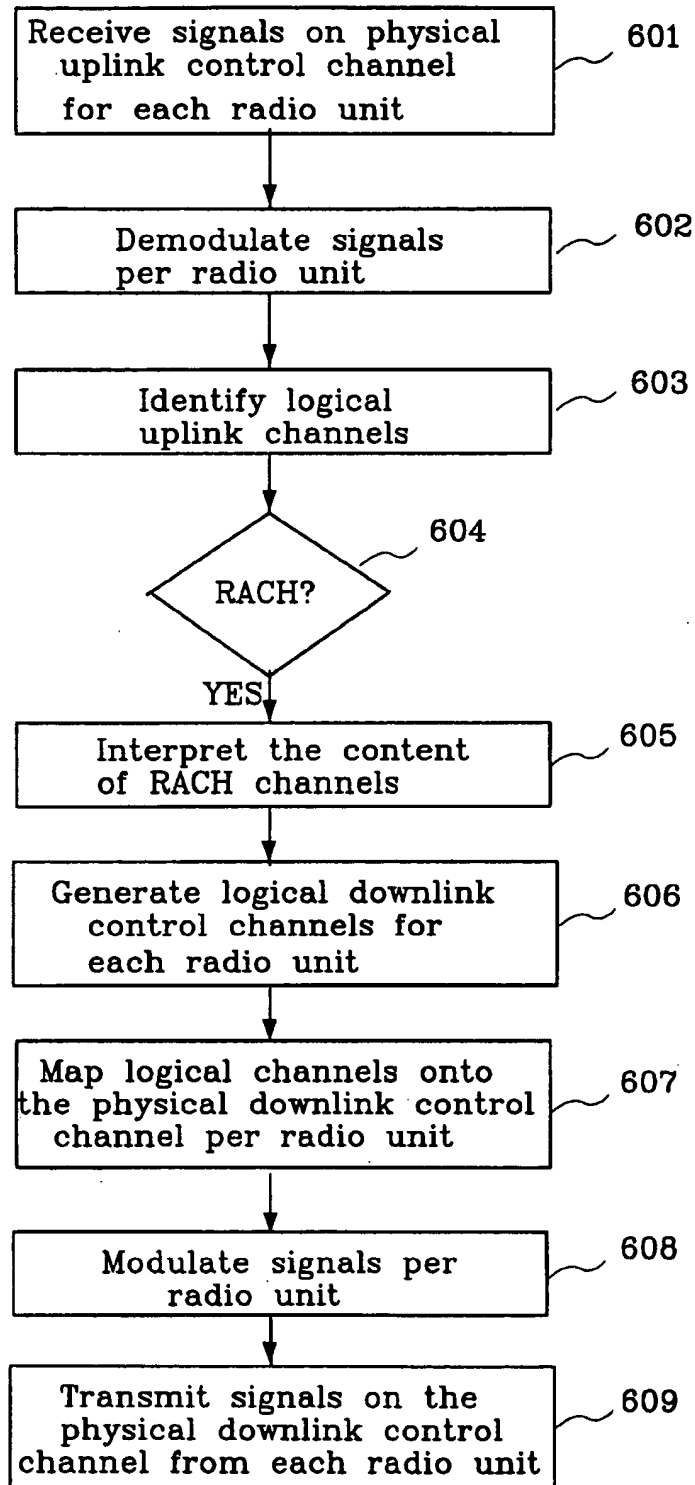 Receive signals on physical
uplink control channel
for each radio unit
601
Demodulate signals
per radio unit
602
Identify logical
uplink channels
603
RACH?
604
YES
Interpret the content
of RACH channels
605
Generate logical downlink
control channels for
each radio unit
606
Map logical channels onto
the physical downlink control
channel per radio unit
607
Modulate signals per
radio unit
608
Transmit signals on the
physical downlink control
channel from each radio unit
609